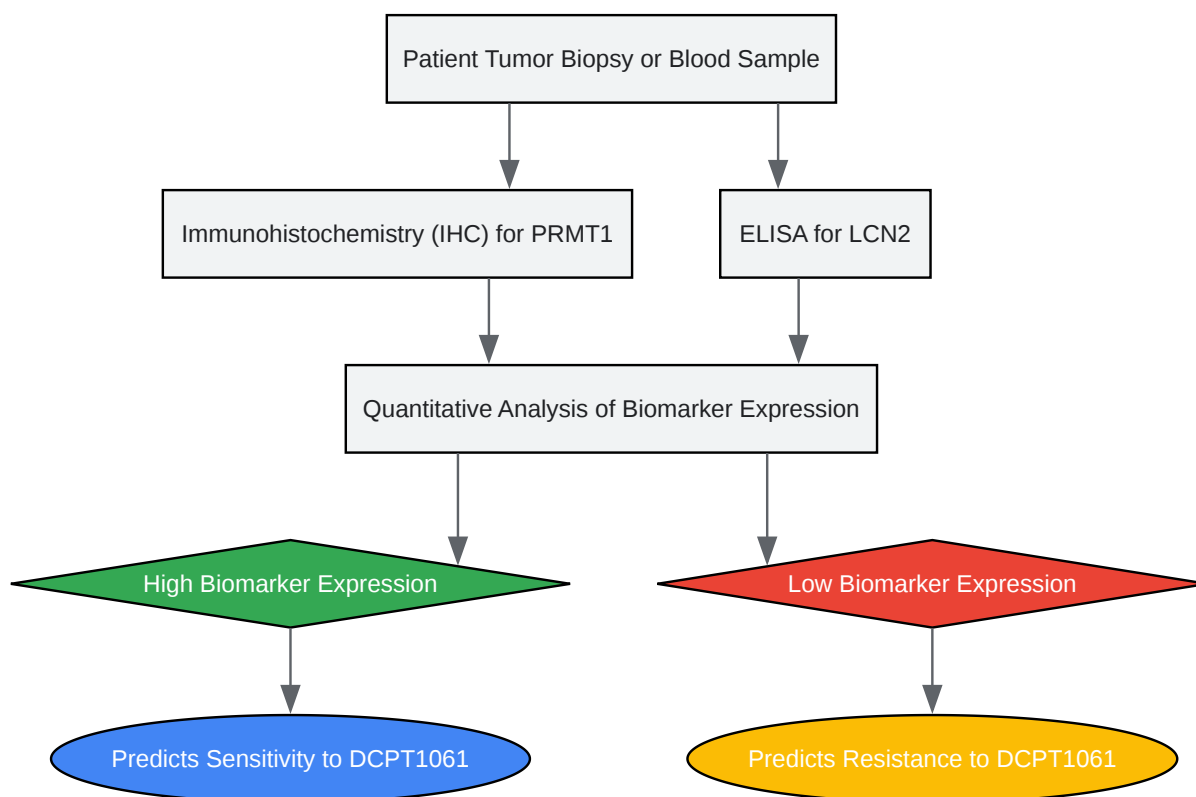 Patient Tumor Biopsy or Blood Sample
Immunohistochemistry (IHC) for PRMT1
ELISA for LCN2
Quantitative Analysis of Biomarker Expression
High Biomarker Expression
Low Biomarker Expression
Predicts Sensitivity to DCPT1061
Predicts Resistance to DCPT1061